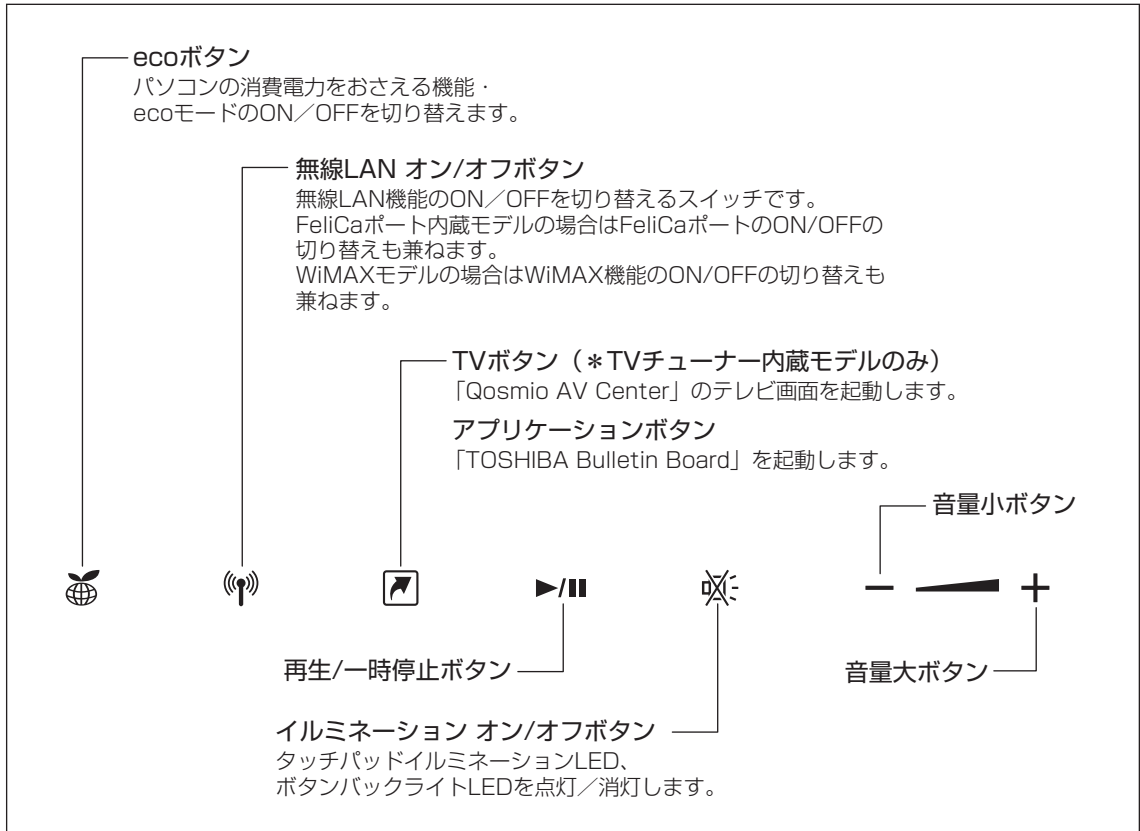 ecoボタン
パソコンの消費電力をおさえる機能・
ecoモードのON／OFFを切り替えます。
無線LAN オン/オフボタン
無線LAN機能のON／OFFを切り替えるスイッチです。
FeliCaポート内蔵モデルの場合はFeliCaポートのON/OFFの
切り替えも兼ねます。
WiMAXモデルの場合はWiMAX機能のON/OFFの切り替えも
兼ねます。
TVボタン（＊TVチューナー内蔵モデルのみ）
「Qosmio AV Center」のテレビ画面を起動します。
アプリケーションボタン
「TOSHIBA Bulletin Board」を起動します。
音量小ボタン
再生/一時停止ボタン
音量大ボタン
イルミネーション オン/オフボタン
タッチパッドイルミネーションLED、
ボタンバックライトLEDを点灯／消灯します。